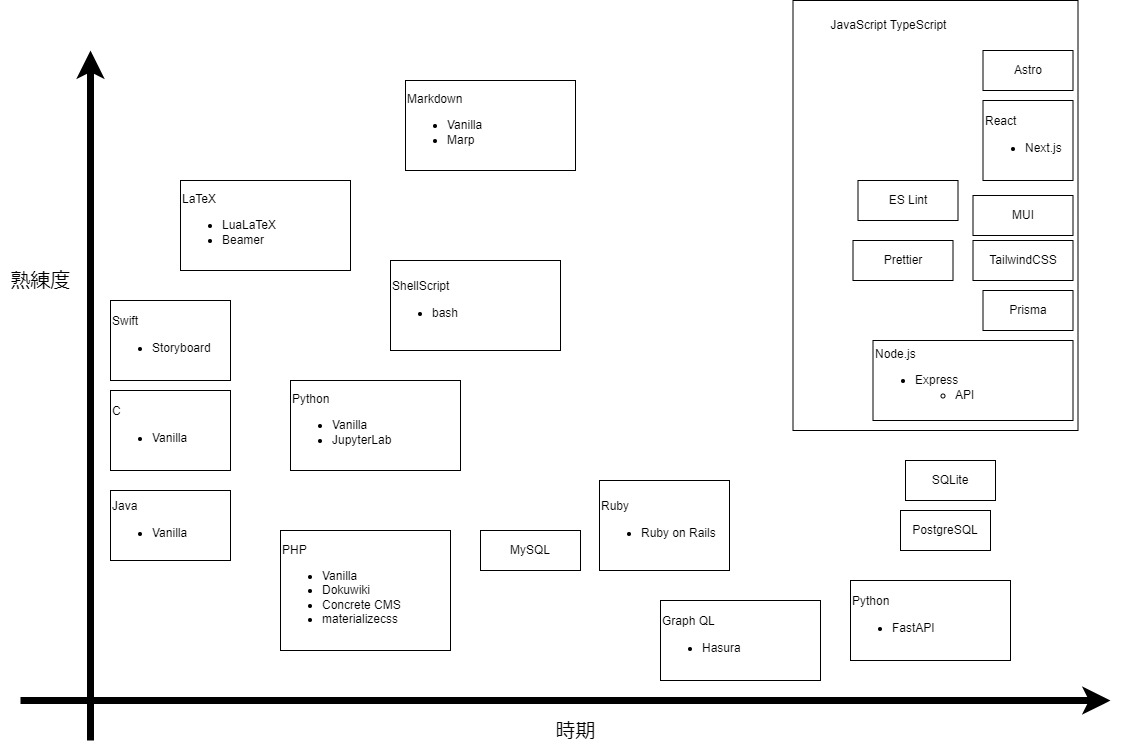 JavaScript TypeScript
Astro
React
Next.js
ES Lint
MUI
Prettier
TailwindCSS
Prisma
Node.js
Express
API
Markdown
Vanilla
Marp
LaTeX
LuaLaTeX
Beamer
熟練度
ShellScript
bash
Swift
Storyboard
C
Vanilla
Python
Vanilla
JupyterLab
Java
Vanilla
PHP
Vanilla
Dokuwiki
Concrete CMS
materializecss
MySQL
Ruby
Ruby on Rails
SQLite
PostgreSQL
Graph QL
Hasura
Python
FastAPI
時期